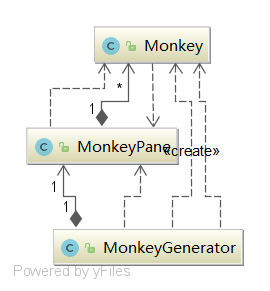 C Monkey
*
1
C MonkeyPane
«create»
1
1
C MonkeyGenerator
Powered by yFiles